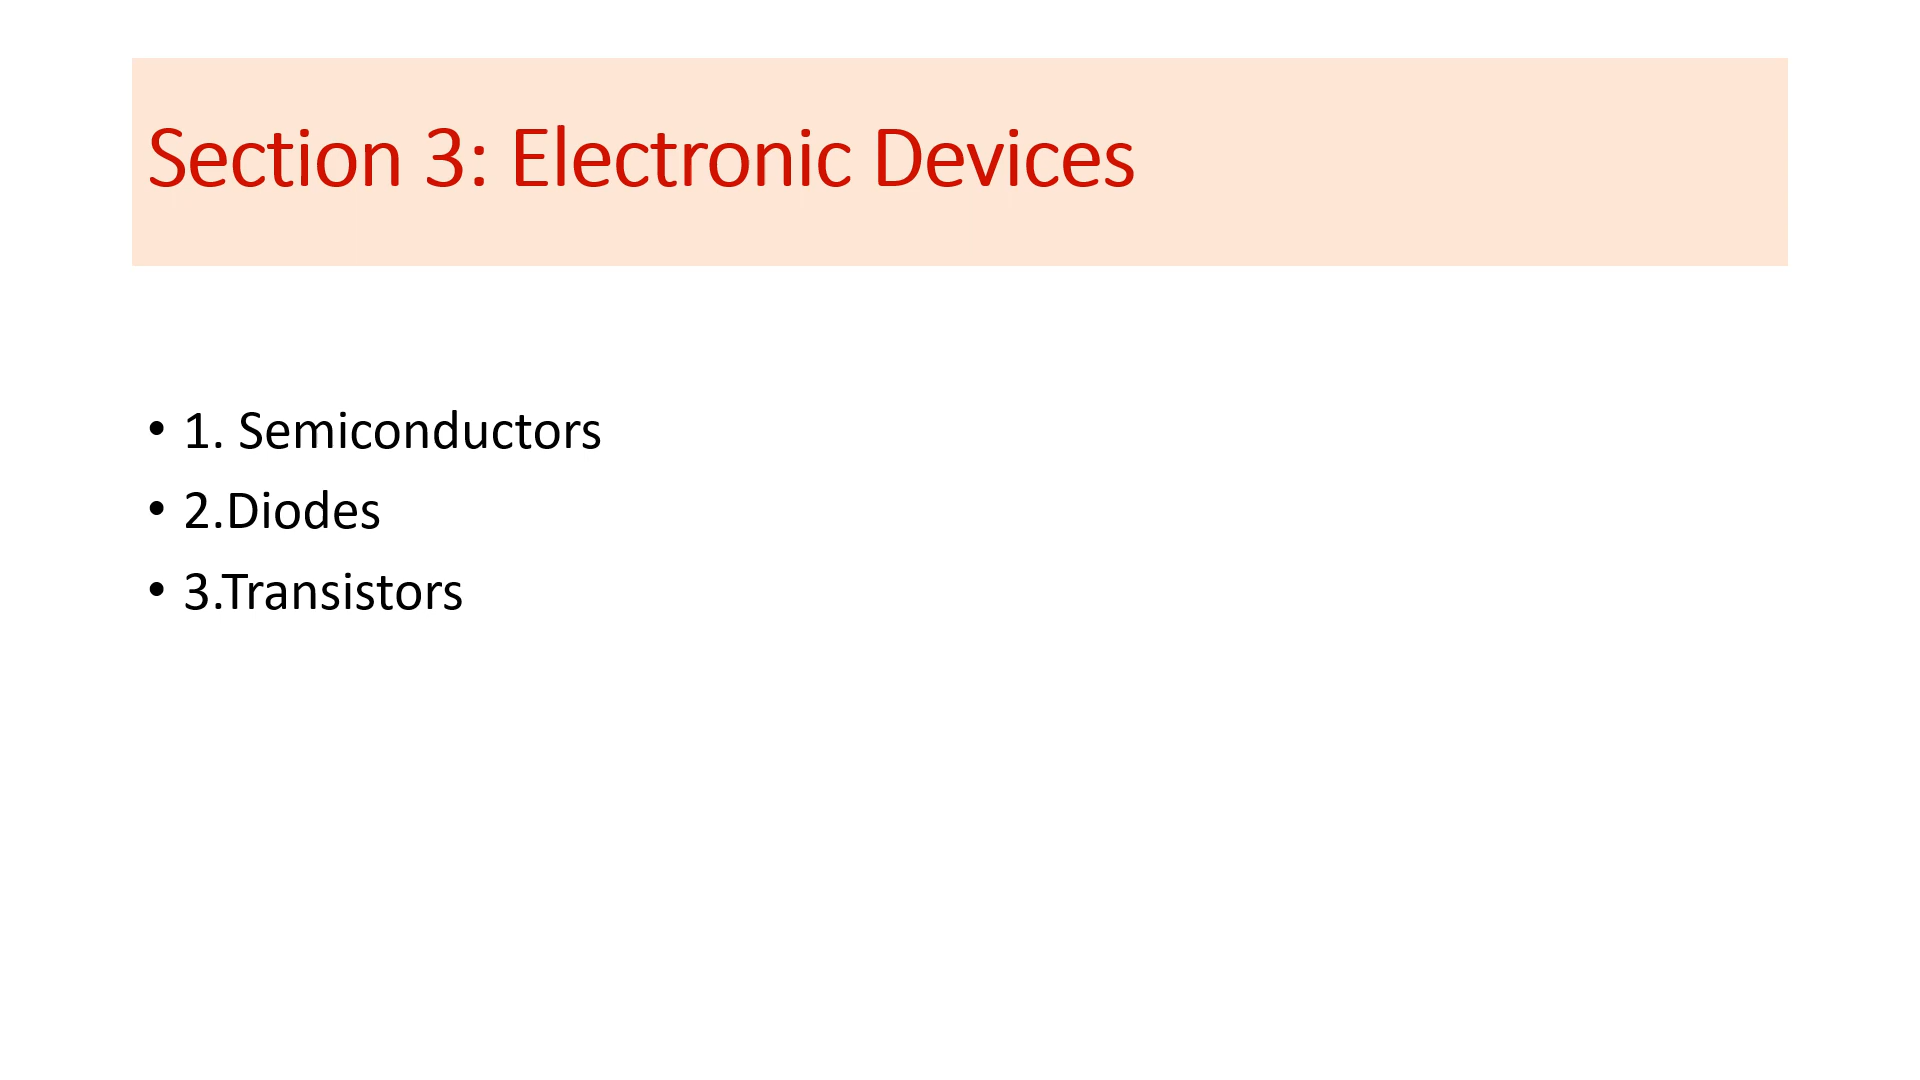 Section 3: Electronic Devices
• 1. Semiconductors
• 2.Diodes
• 3.Transistors